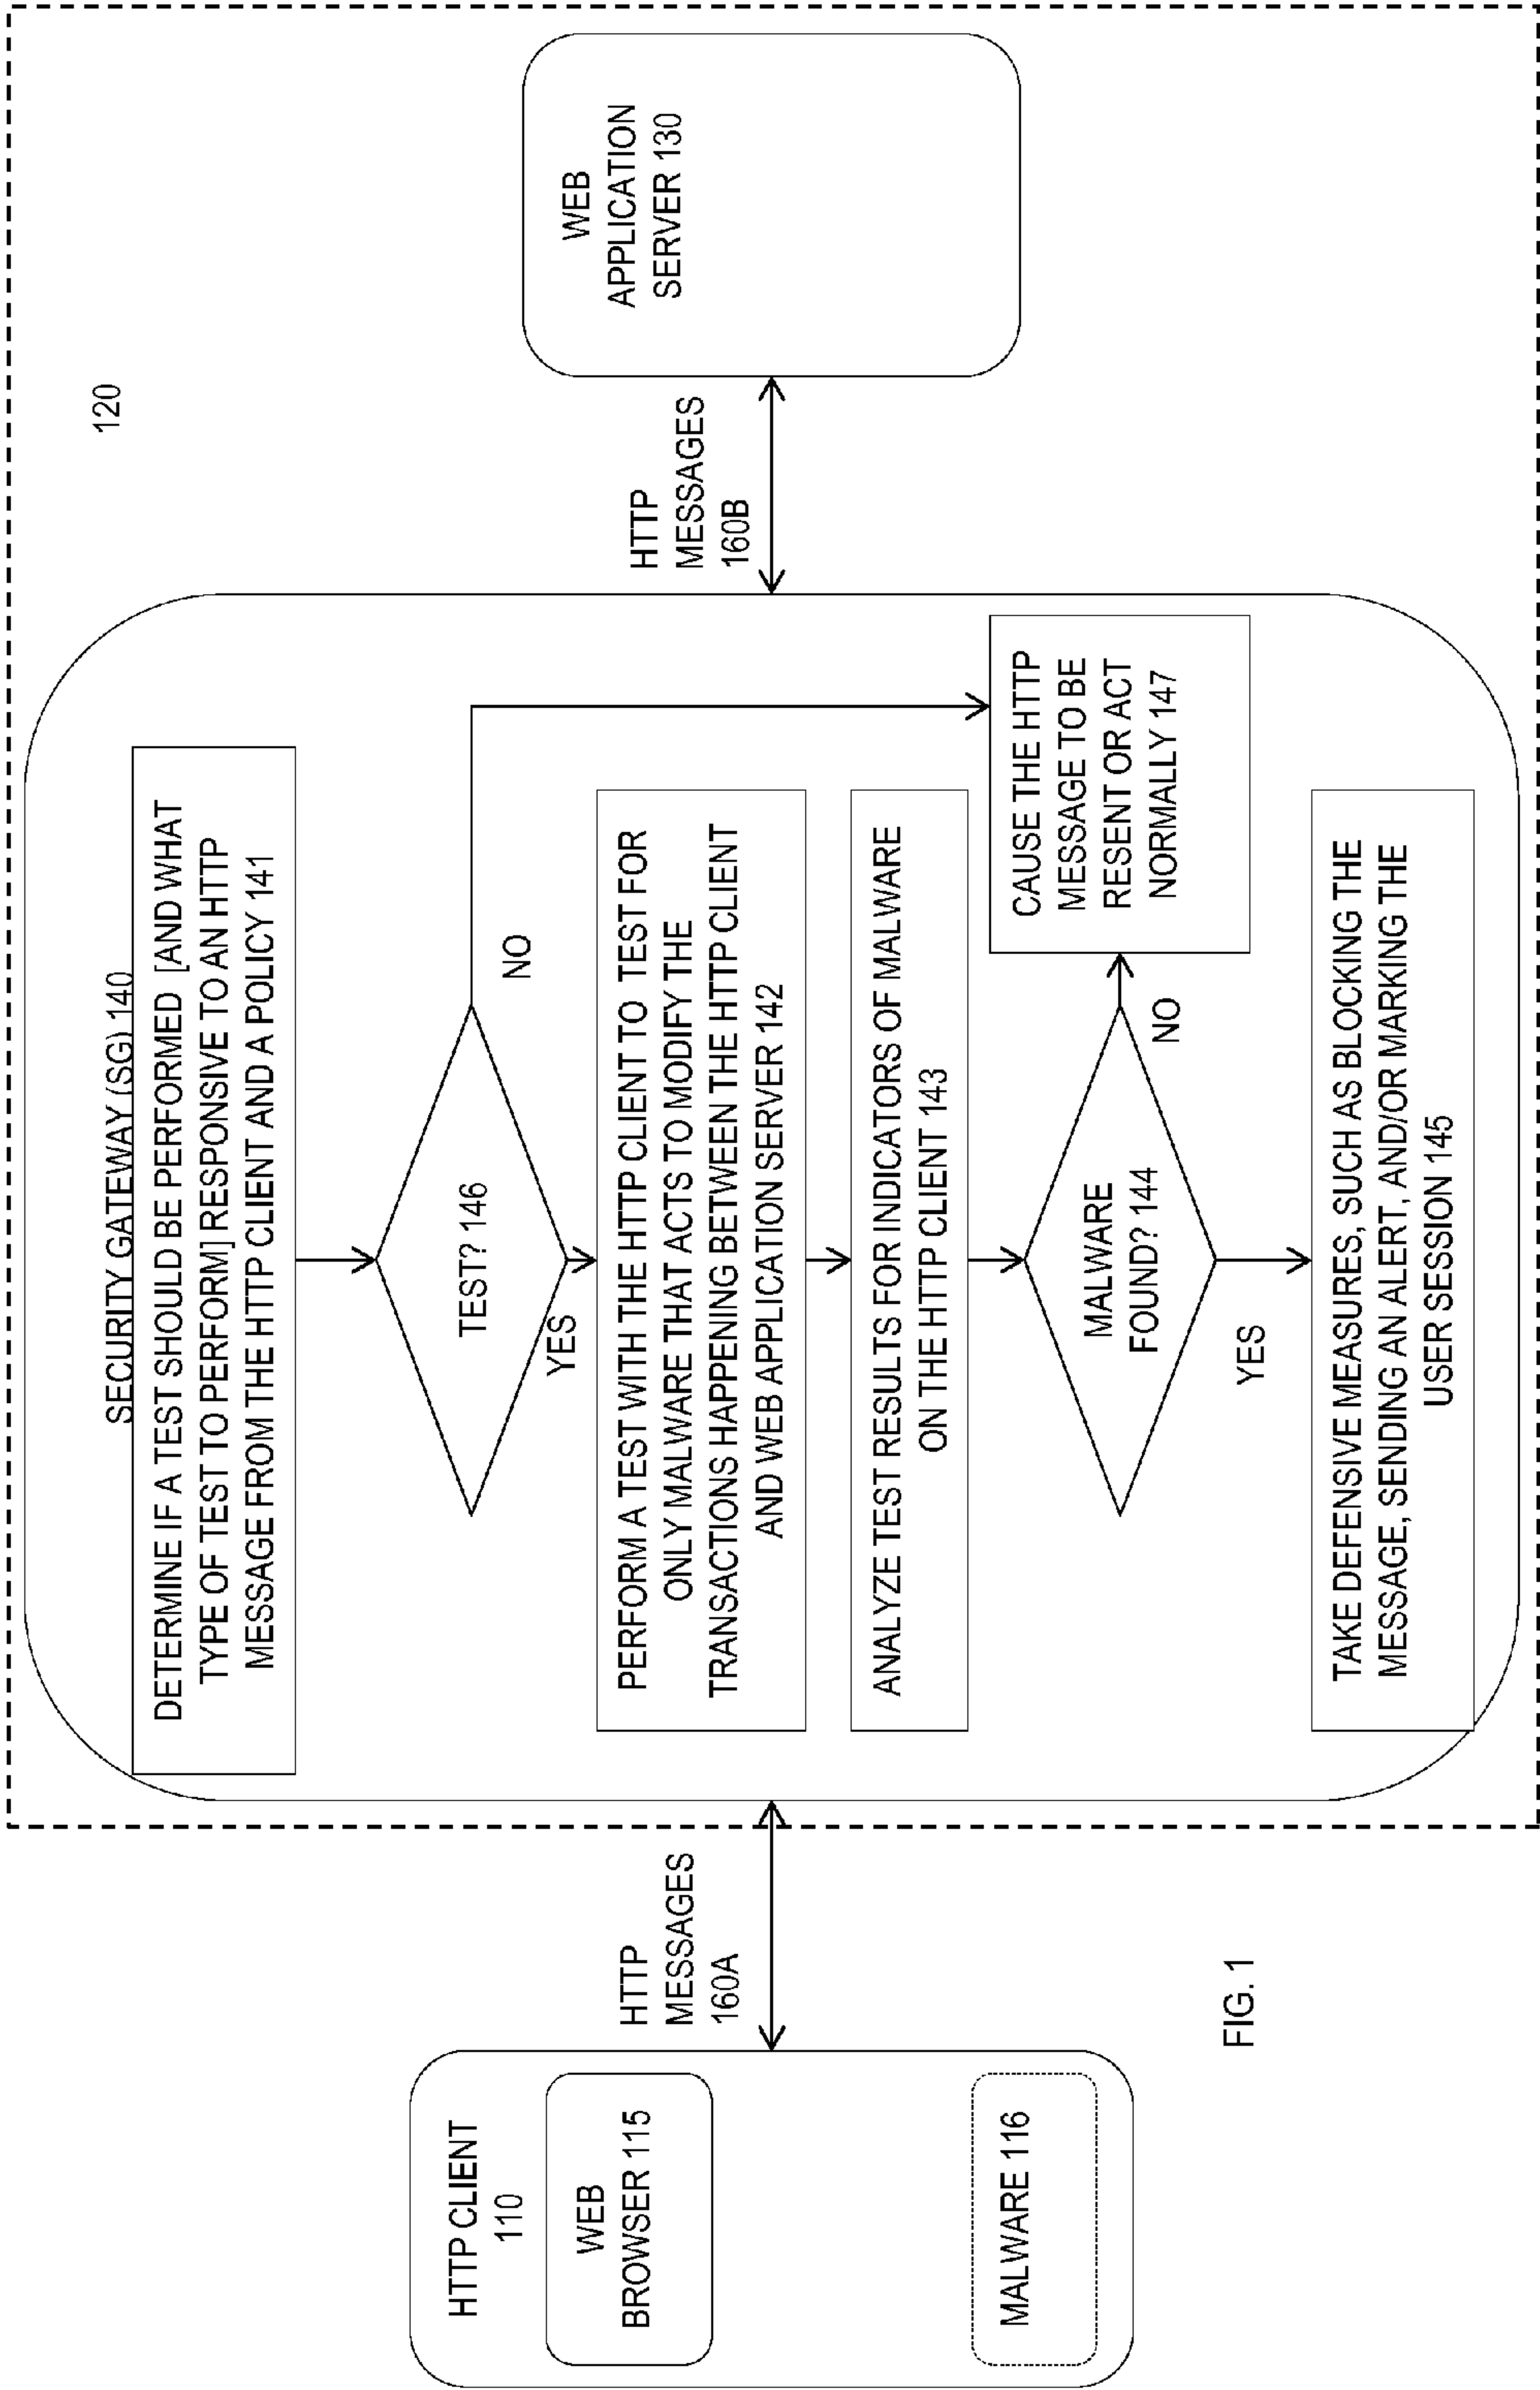 HTTP CLIENT
110
WEB
BROWSER 115
MALWARE 116
HTTP
MESSAGES
160A
120
SECURITY GATEWAY (SG) 140
DETERMINE IF A TEST SHOULD BE PERFORMED [AND WHAT
TYPE OF TEST TO PERFORM] RESPONSIVE TO AN HTTP
MESSAGE FROM THE HTTP CLIENT AND A POLICY 141
TEST? 146
NO
YES
PERFORM A TEST WITH THE HTTP CLIENT TO TEST FOR
ONLY MALWARE THAT ACTS TO MODIFY THE
TRANSACTIONS HAPPENING BETWEEN THE HTTP CLIENT
AND WEB APPLICATION SERVER 142
ANALYZE TEST RESULTS FOR INDICATORS OF MALWARE
ON THE HTTP CLIENT 143
MALWARE
FOUND? 144
NO
YES
CAUSE THE HTTP
MESSAGE TO BE
RESENT OR ACT
NORMALLY 147
TAKE DEFENSIVE MEASURES, SUCH AS BLOCKING THE
MESSAGE, SENDING AN ALERT, AND/OR MARKING THE
USER SESSION 145
HTTP
MESSAGES
160B
WEB
APPLICATION
SERVER 130
FIG. 1